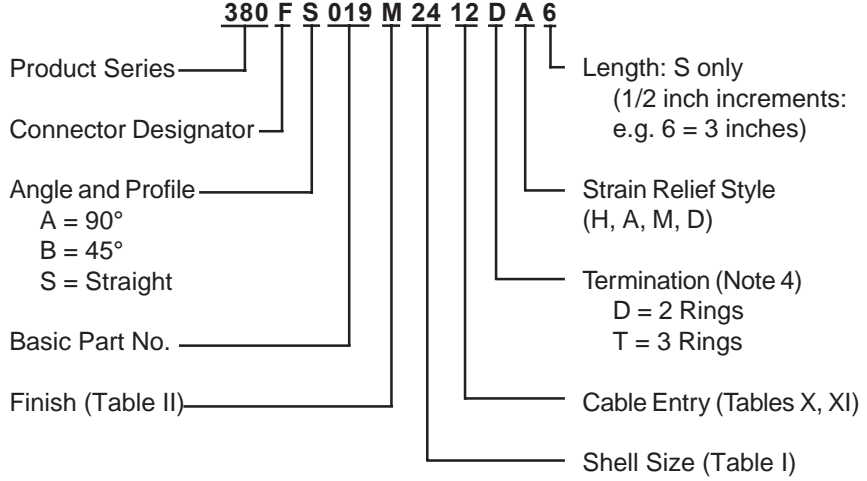 380 F S 019 M 24 12 D A 6
Product Series
Connector Designator
Angle and Profile
A = 90°
B = 45°
S = Straight
Basic Part No.
Finish (Table II)
Length: S only
(1/2 inch increments:
e.g. 6 = 3 inches)
Strain Relief Style
(H, A, M, D)
Termination (Note 4)
D = 2 Rings
T = 3 Rings
Cable Entry (Tables X, XI)
Shell Size (Table I)